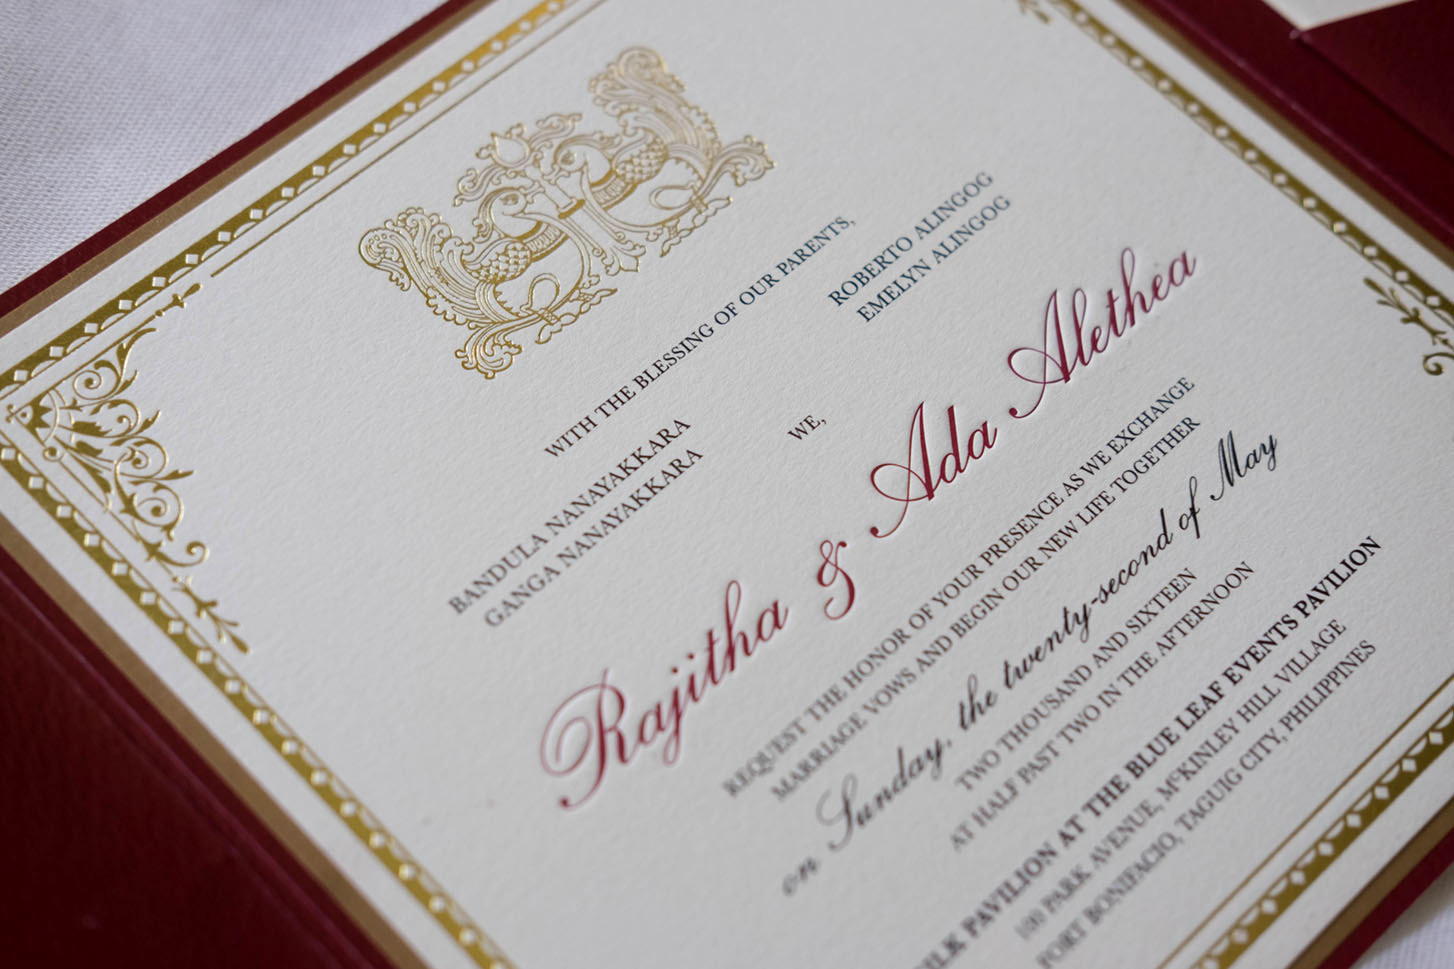 WITH THE BLESSING OF OUR PARENTS,
BANDULA NANAYAKKARA
GANGA NANAYAKKARA
ROBERTO ALINGOG
EMELYN ALINGOG
WE,
Rajitha & Ada Alethea
REQUEST THE HONOR OF YOUR PRESENCE AS WE EXCHANGE
MARRIAGE VOWS AND BEGIN OUR NEW LIFE TOGETHER
on Sunday, the twenty-second of May
TWO THOUSAND AND SIXTEEN
AT HALF PAST TWO IN THE AFTERNOON
PAVILION AT THE BLUE LEAF EVENTS PAVILION
100 PARK AVENUE, McKINLEY HILL VILLAGE
FORT BONIFACIO, TAGUIG CITY, PHILIPPINES